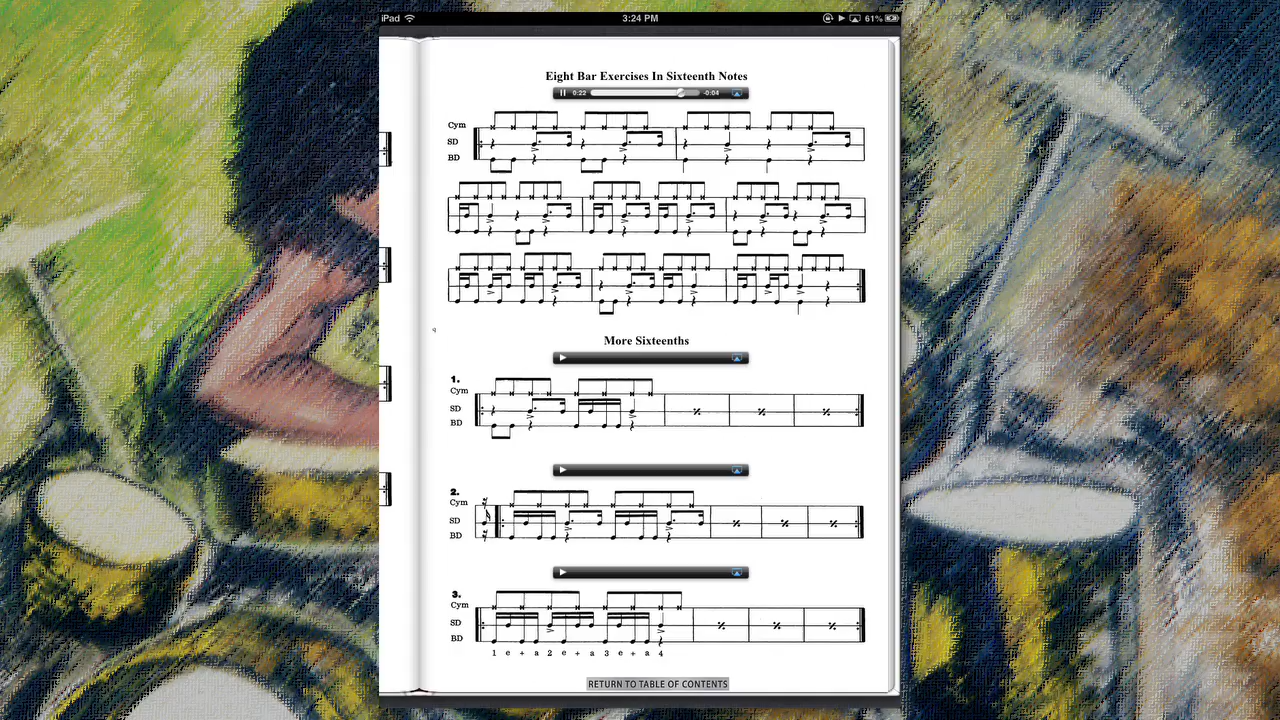 iPad 3:24 PM 61%
Eight Bar Exercises In Sixteenth Notes
0:22 -0:04
Cym
SD
BD
More Sixteenths
1.
Cym
SD
BD
2.
Cym
SD
BD
3.
Cym
SD
BD
1 e + a 2 e + a 3 e + a 4
RETURN TO TABLE OF CONTENTS